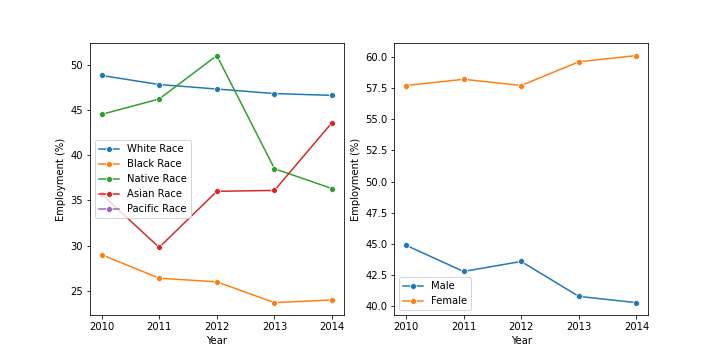 50
45
40
35
30
25
Employment (%)
White Race
Black Race
Native Race
Asian Race
Pacific Race
2010 2011 2012 2013 2014
Year
60.0
57.5
55.0
52.5
50.0
47.5
45.0
42.5
40.0
Employment (%)
Male
Female
2010 2011 2012 2013 2014
Year